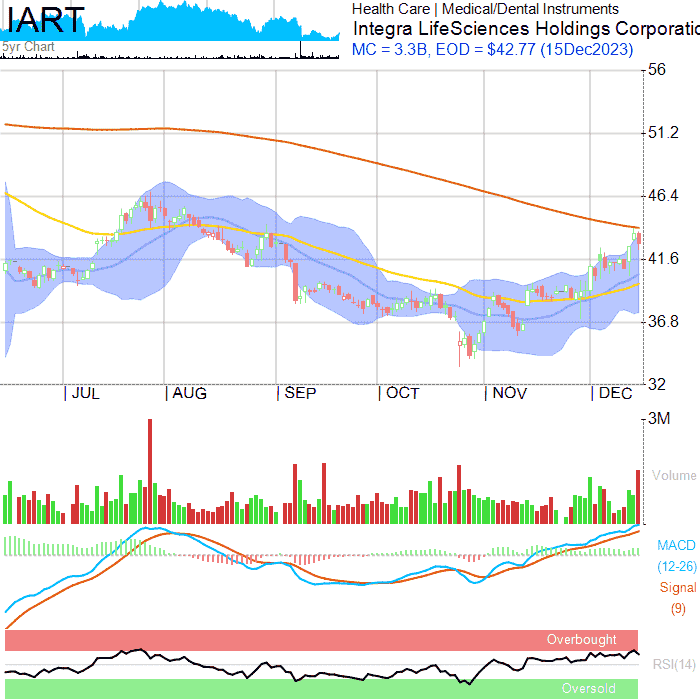 IART
5yr Chart
Health Care | Medical/Dental Instruments
Integra LifeSciences Holdings Corporatio
MC = 3.3B, EOD = $42.77 (15Dec2023)
56
51.2
46.4
41.6
36.8
32
JUL AUG SEP OCT NOV DEC
3M
Volume
MACD
(12-26)
Signal
(9)
Overbought
RSI(14)
Oversold